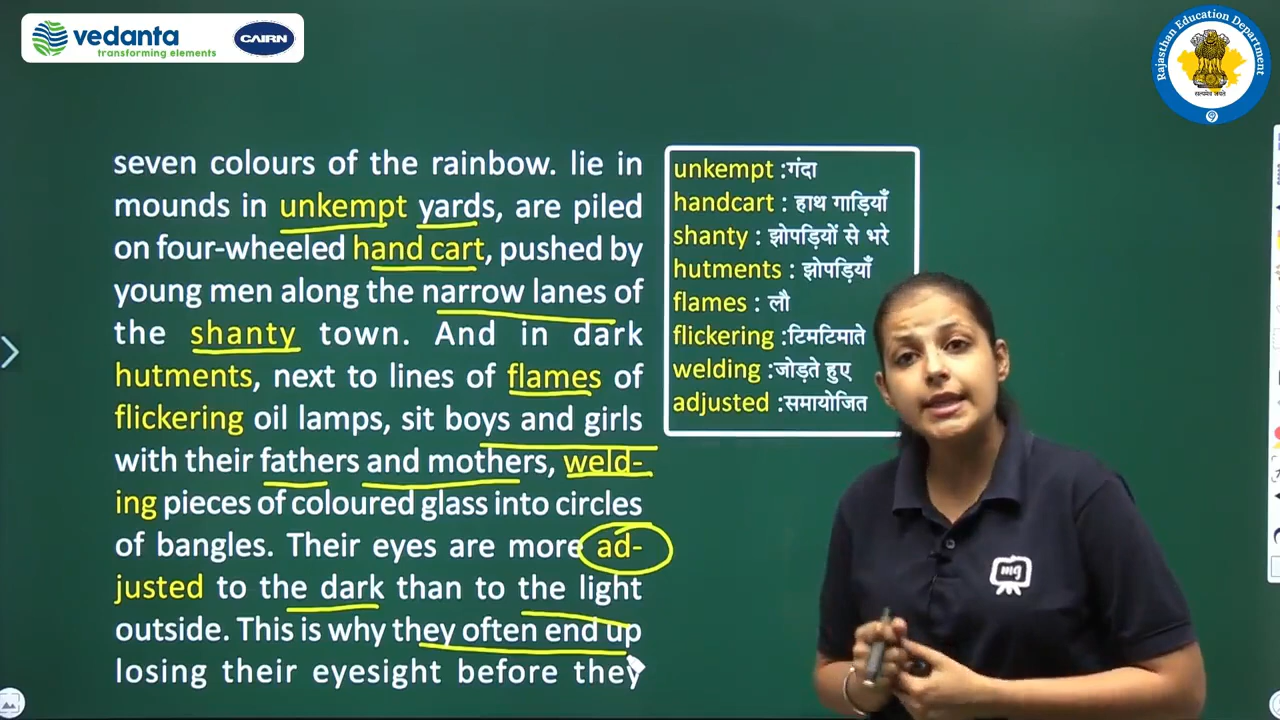 vedanta
transforming elements
CAIRN
Rajasthan Education Department
सत्यमेव जयते
seven colours of the rainbow. lie in
mounds in unkempt yards, are piled
on four-wheeled hand cart, pushed by
young men along the narrow lanes of
the shanty town. And in dark
hutments, next to lines of flames of
flickering oil lamps, sit boys and girls
with their fathers and mothers, weld-
ing pieces of coloured glass into circles
of bangles. Their eyes are more ad-
justed to the dark than to the light
outside. This is why they often end up
losing their eyesight before they
unkempt :गंदा
handcart : हाथ गाड़ियाँ
shanty : झोपड़ियों से भरे
hutments : झोपड़ियाँ
flames : लौ
flickering :टिमटिमाते
welding :जोड़ते हुए
adjusted :समायोजित
mg